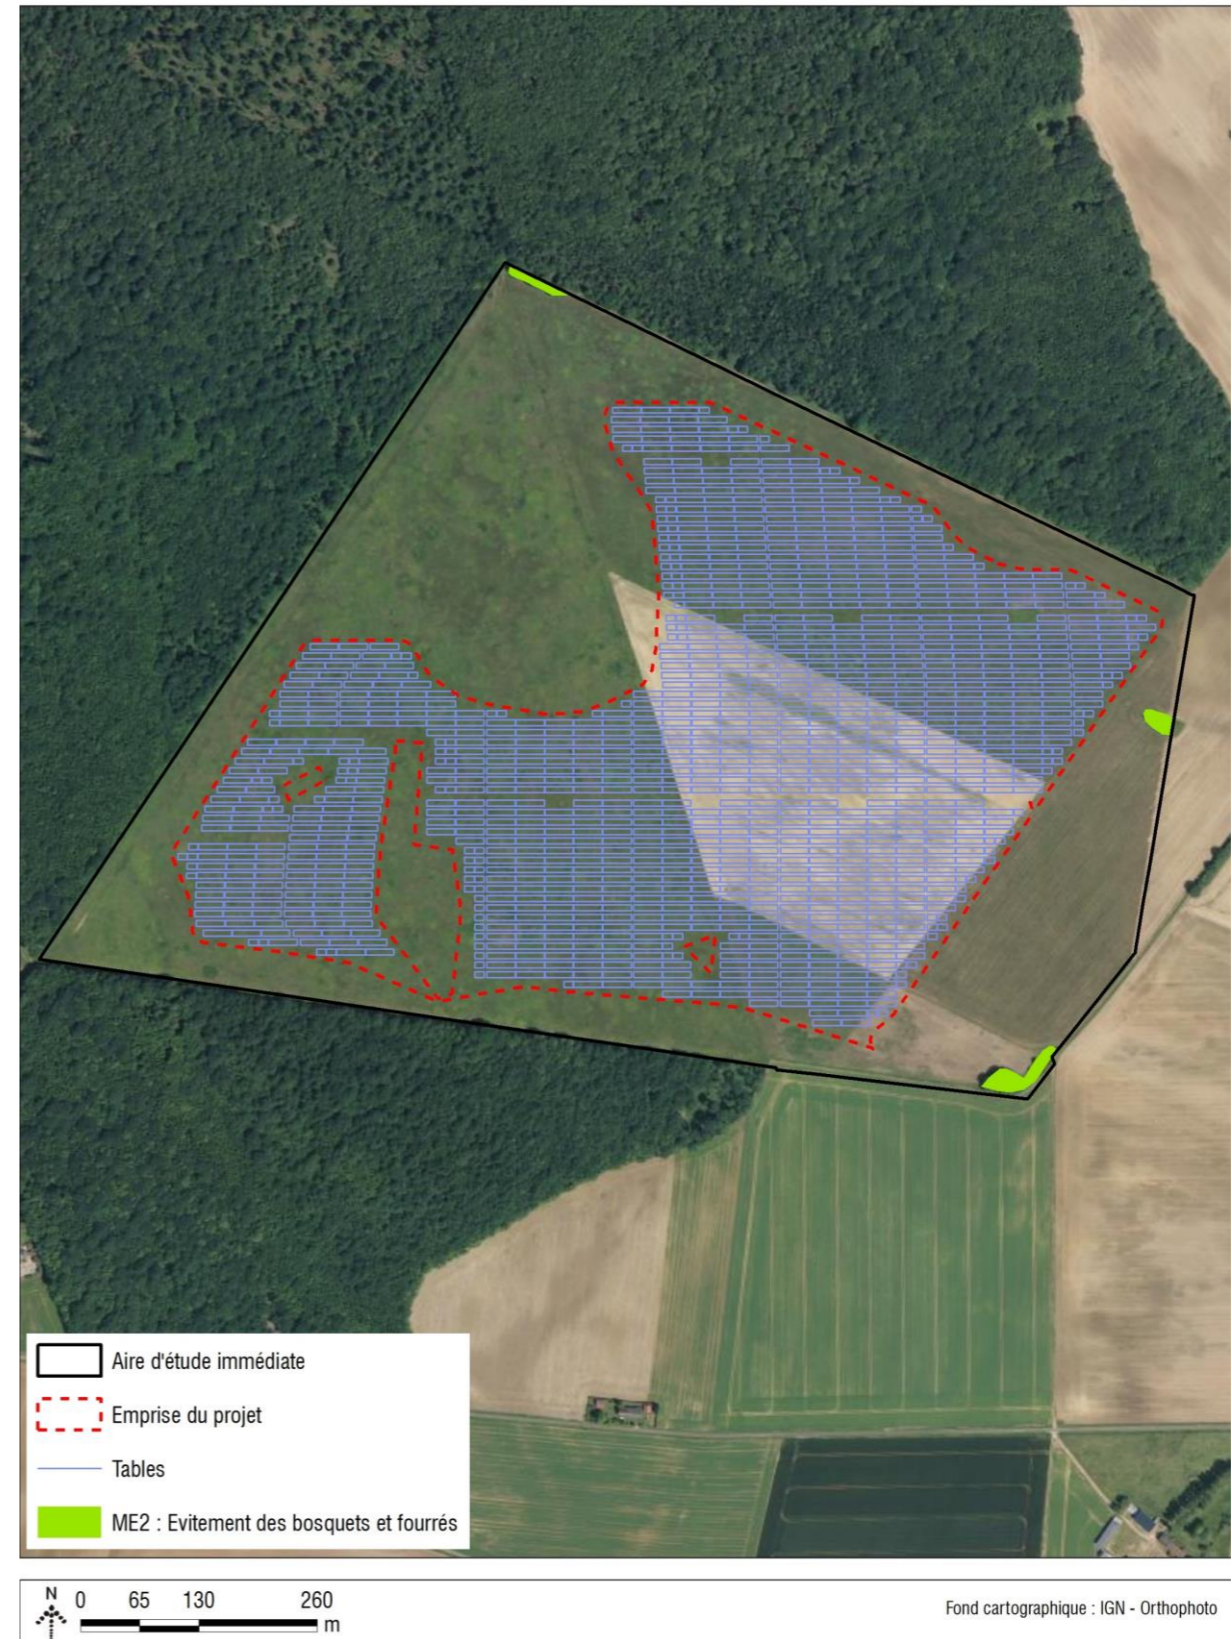 Aire d'étude immédiate
Emprise du projet
Tables
ME2 : Evitement des bosquets et fourrés
N 0 65 130 260
m
Fond cartographique : IGN - Orthophoto